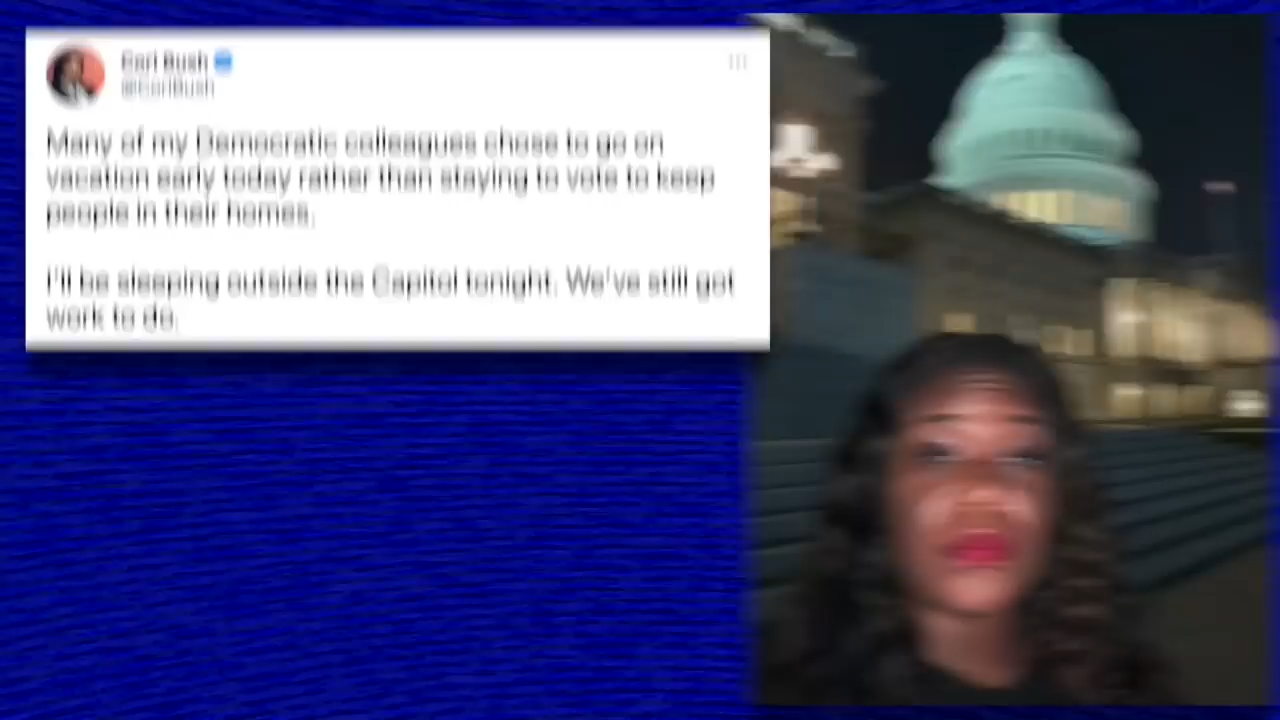 Cori Bush
@CoriBush
Many of my Democratic colleagues chose to go on
vacation early today rather than staying to vote to keep
people in their homes.
I'll be sleeping outside the Capitol tonight. We've still got
work to do.